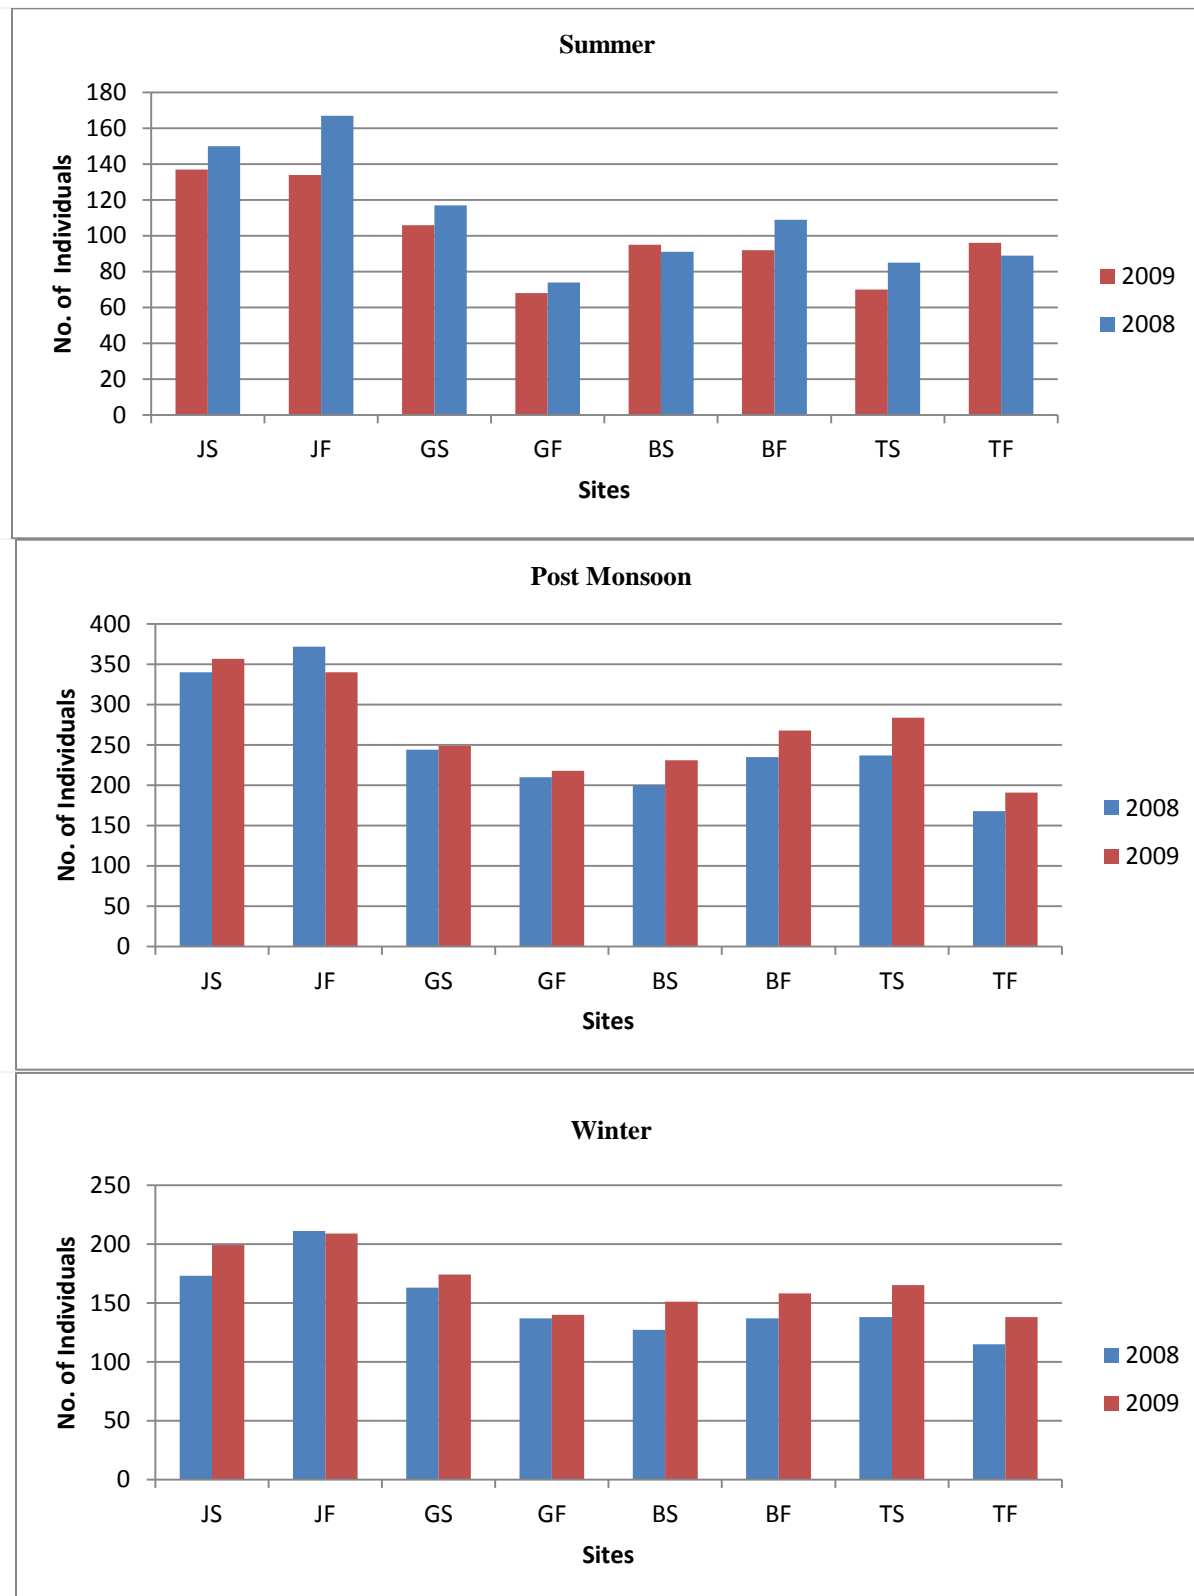 Summer
No. of Individuals
180
160
140
120
100
80
60
40
20
0
JS JF GS GF BS BF TS TF
Sites
2009
2008
Post Monsoon
No. of Individuals
400
350
300
250
200
150
100
50
0
JS JF GS GF BS BF TS TF
Sites
2008
2009
Winter
No. of Individuals
250
200
150
100
50
0
JS JF GS GF BS BF TS TF
Sites
2008
2009